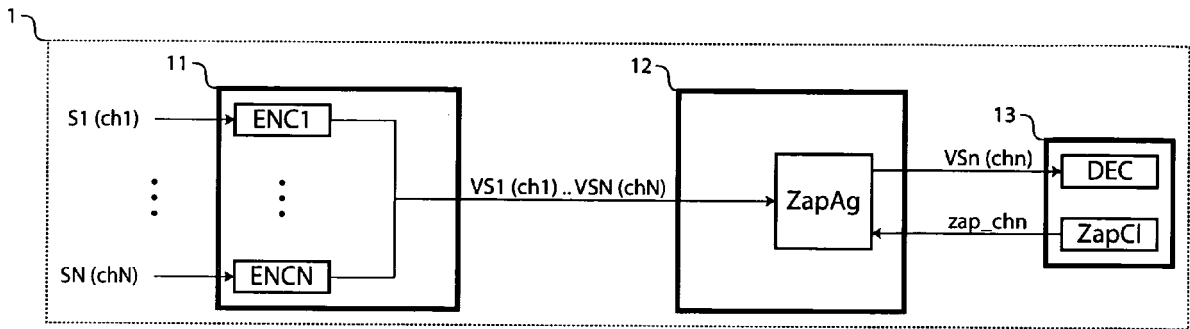 1
11
12
13
S1 (ch1)
ENC1
VSn (chn)
DEC
VS1 (ch1) .. VSN (chN)
ZapAg
zap_chn
ZapCl
SN (chN)
ENCN